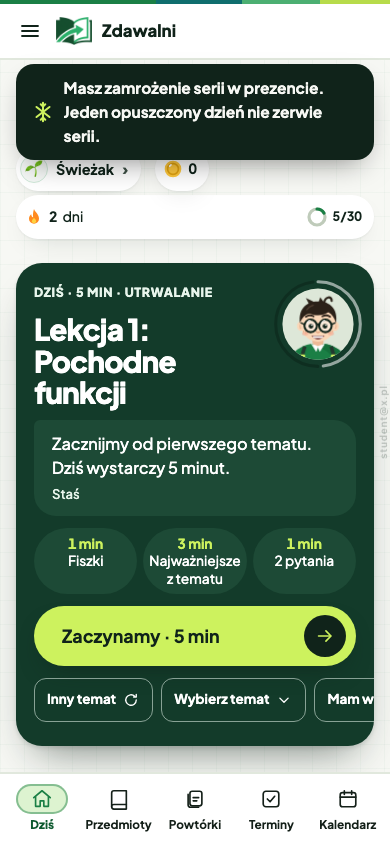 Zdawalni
Masz zamrożenie serii w prezencie.
Jeden opuszczony dzień nie zerwie
serii.
Świeżak ›
0
2 dni
5/30
DZIŚ · 5 MIN · UTRWALANIE
Lekcja 1:
Pochodne
funkcji
student@x.pl
Zacznijmy od pierwszego tematu.
Dziś wystarczy 5 minut.
Staś
1 min
Fiszki
3 min
Najważniejsze
z tematu
1 min
2 pytania
Zaczynamy · 5 min
Inny temat
Wybierz temat
Mam w
Dziś
Przedmioty
Powtórki
Terminy
Kalendarz